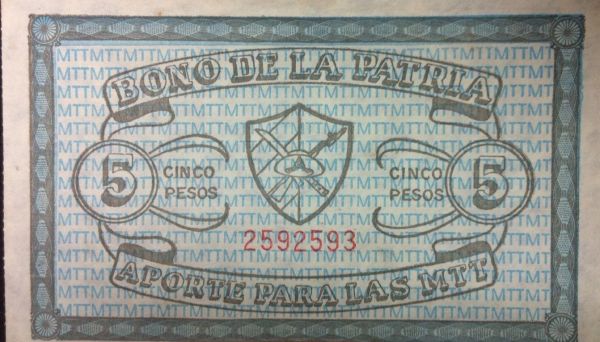 BONO DE LA PATRIA
5 CINCO PESOS
CINCO PESOS 5
2592593
APORTE PARA LAS MTT